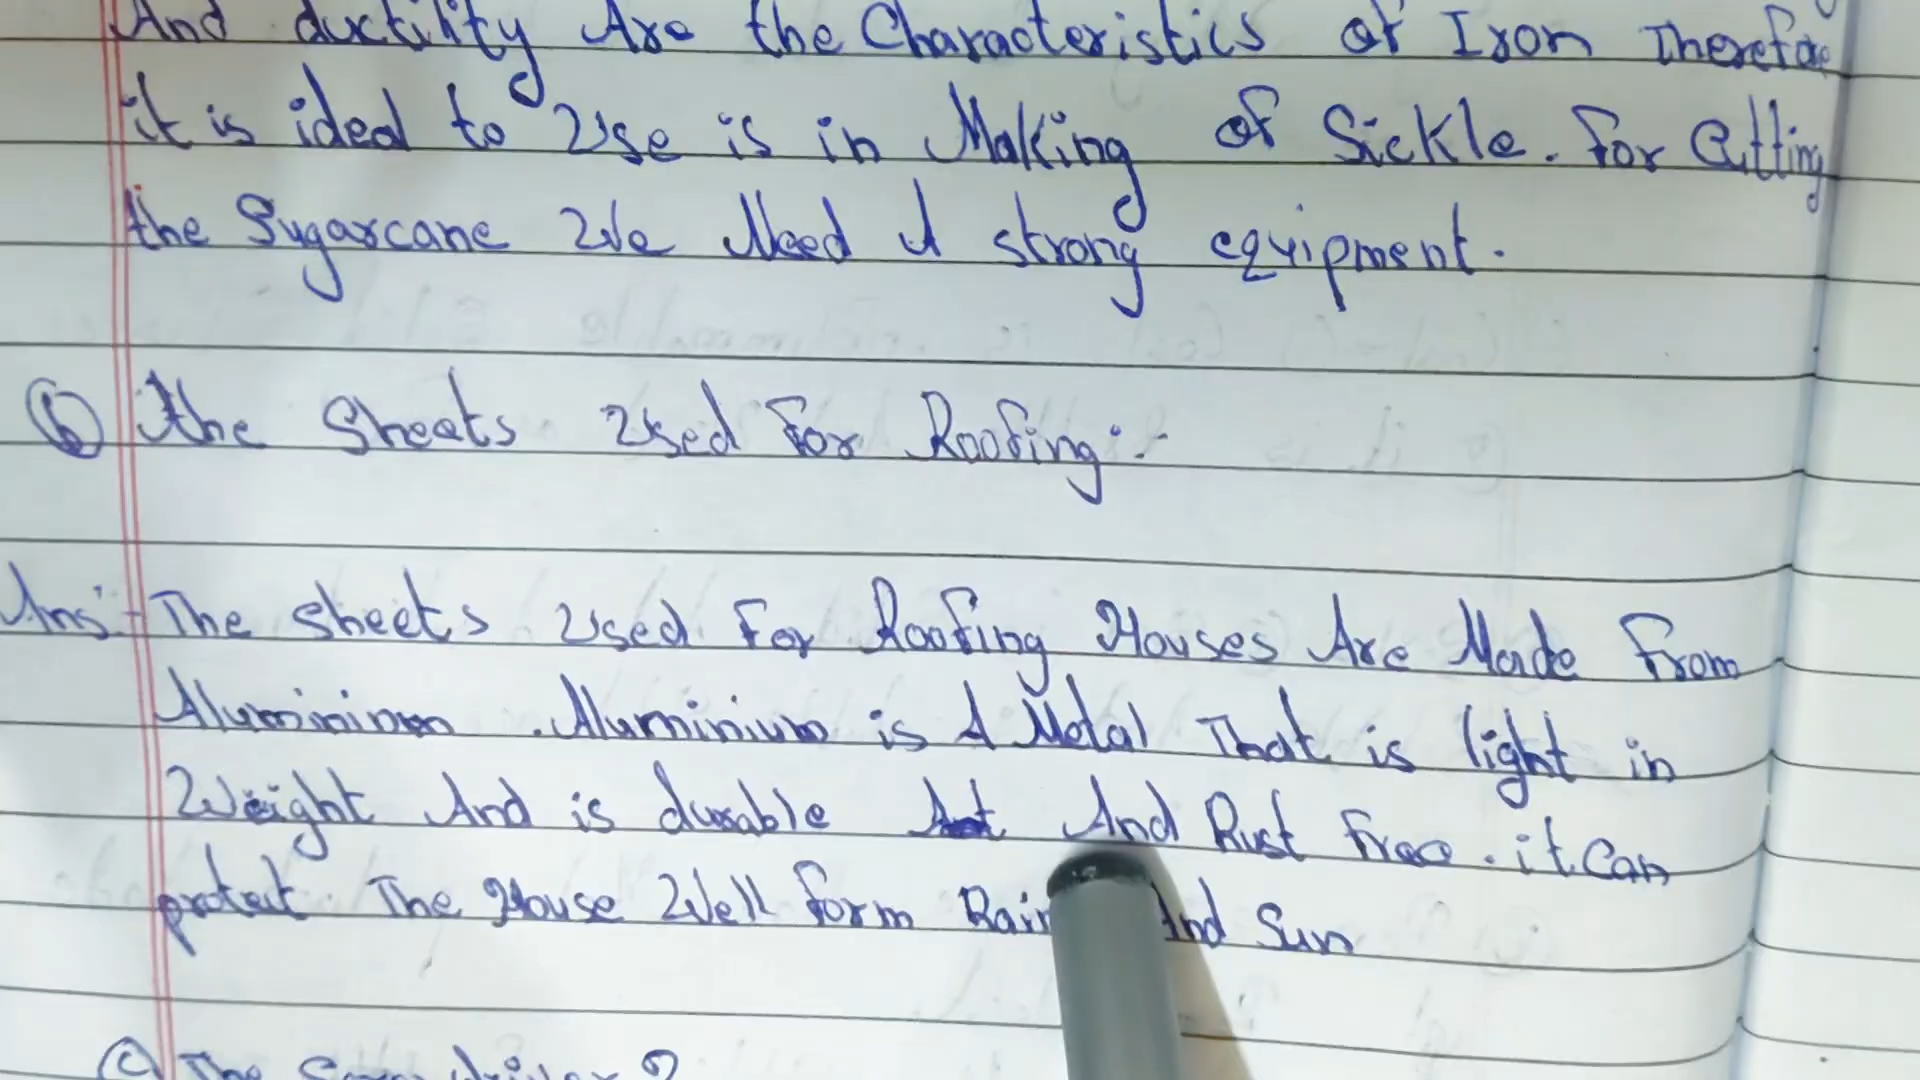 And ductility Are the Characteristics of Iron Therefore
it is ideal to Use is in Making of Sickle. For Cutting
the Sugarcane We Need A strong equipment.
(b) The Sheets Used For Roofing:-
Ans:- The sheets Used For Roofing Houses Are Made From
Aluminium . Aluminium is A Metal That is light in
Weight And is durable And Rust Free. it Can
protect The House Well Form Rain And Sun
(C) The Screw driver ?